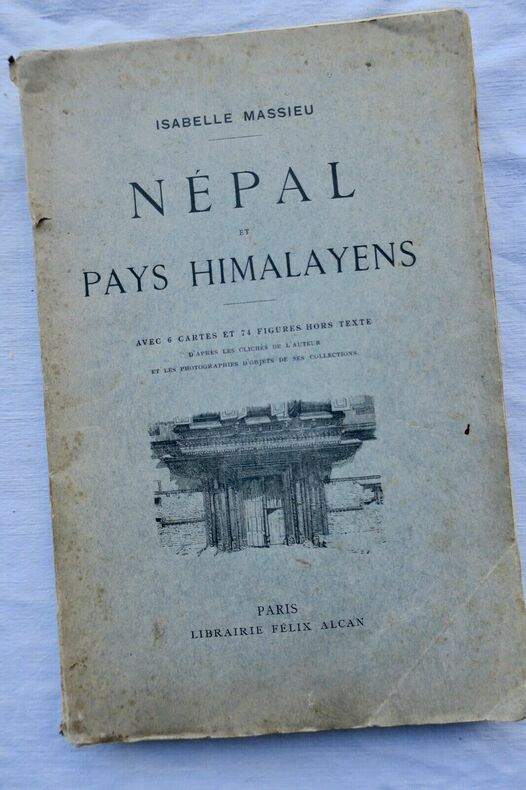 ISABELLE MASSIEU
NÉPAL
ET
PAYS HIMALAYENS
AVEC 6 CARTES ET 74 FIGURES HORS TEXTE
D'APRÈS LES CLICHÉS DE L'AUTEUR
ET LES PHOTOGRAPHIES D'OBJETS DE SES COLLECTIONS.
PARIS
LIBRAIRIE FÉLIX ALCAN